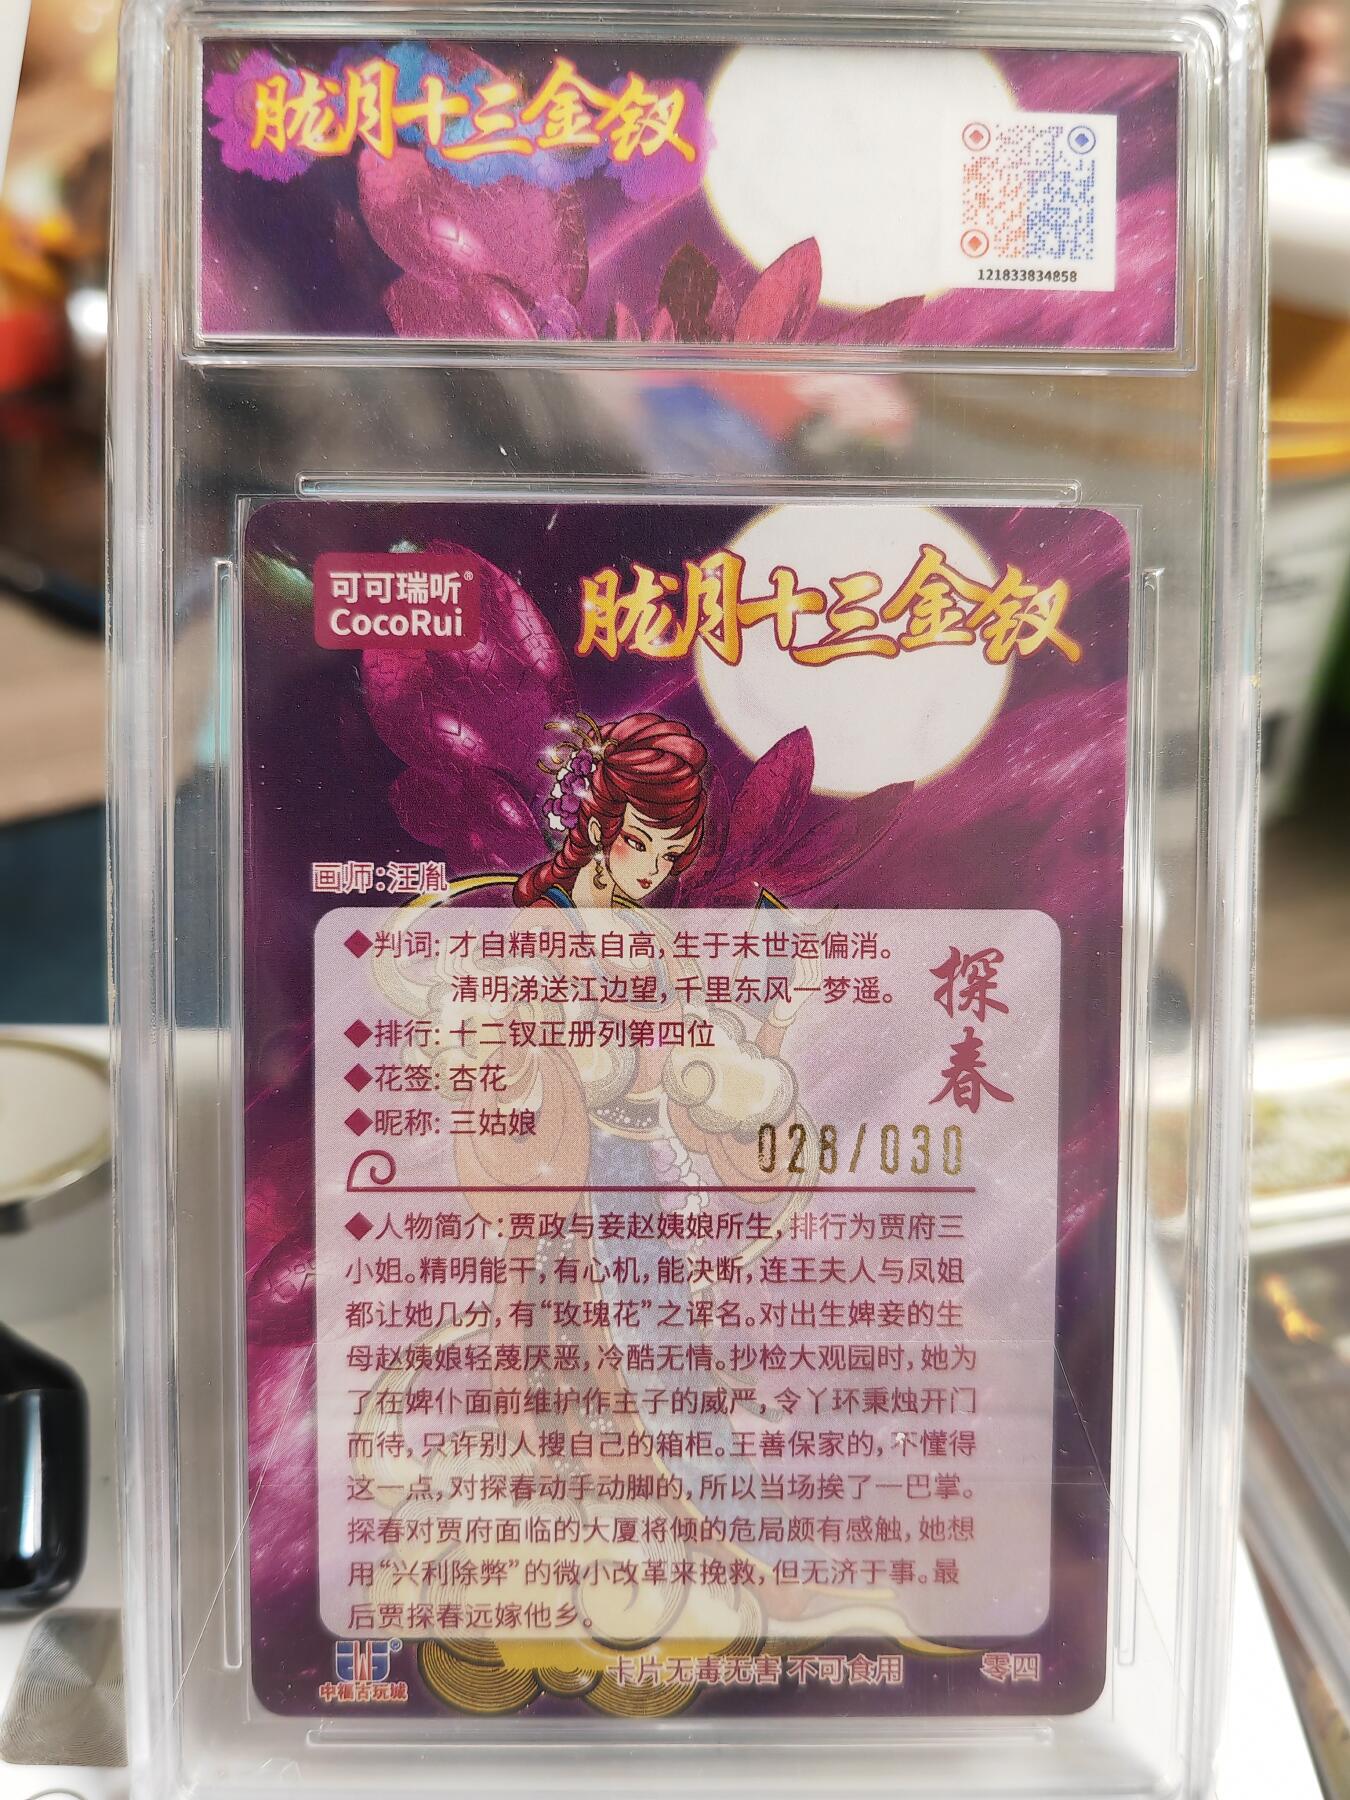 胧月十三金钗
121833834858
可可瑞听®
CocoRui
胧月十三金钗
画师:汪胤
◆判词: 才自精明志自高,生于末世运偏消。
清明涕送江边望,千里东风一梦遥。
探春
◆排行: 十二钗正册列第四位
◆花签: 杏花
◆昵称: 三姑娘
028/030
◆人物简介:贾政与妾赵姨娘所生,排行为贾府三
小姐。精明能干,有心机,能决断,连王夫人与凤姐
都让她几分,有“玫瑰花”之诨名。对出生婢妾的生
母赵姨娘轻蔑厌恶,冷酷无情。抄检大观园时,她为
了在婢仆面前维护作主子的威严,令丫环秉烛开门
而待,只许别人搜自己的箱柜。王善保家的,不懂得
这一点,对探春动手动脚的,所以当场挨了一巴掌。
探春对贾府面临的大厦将倾的危局颇有感触,她想
用“兴利除弊”的微小改革来挽救,但无济于事。最
后贾探春远嫁他乡。
中福古玩城
卡片无毒无害 不可食用
零四